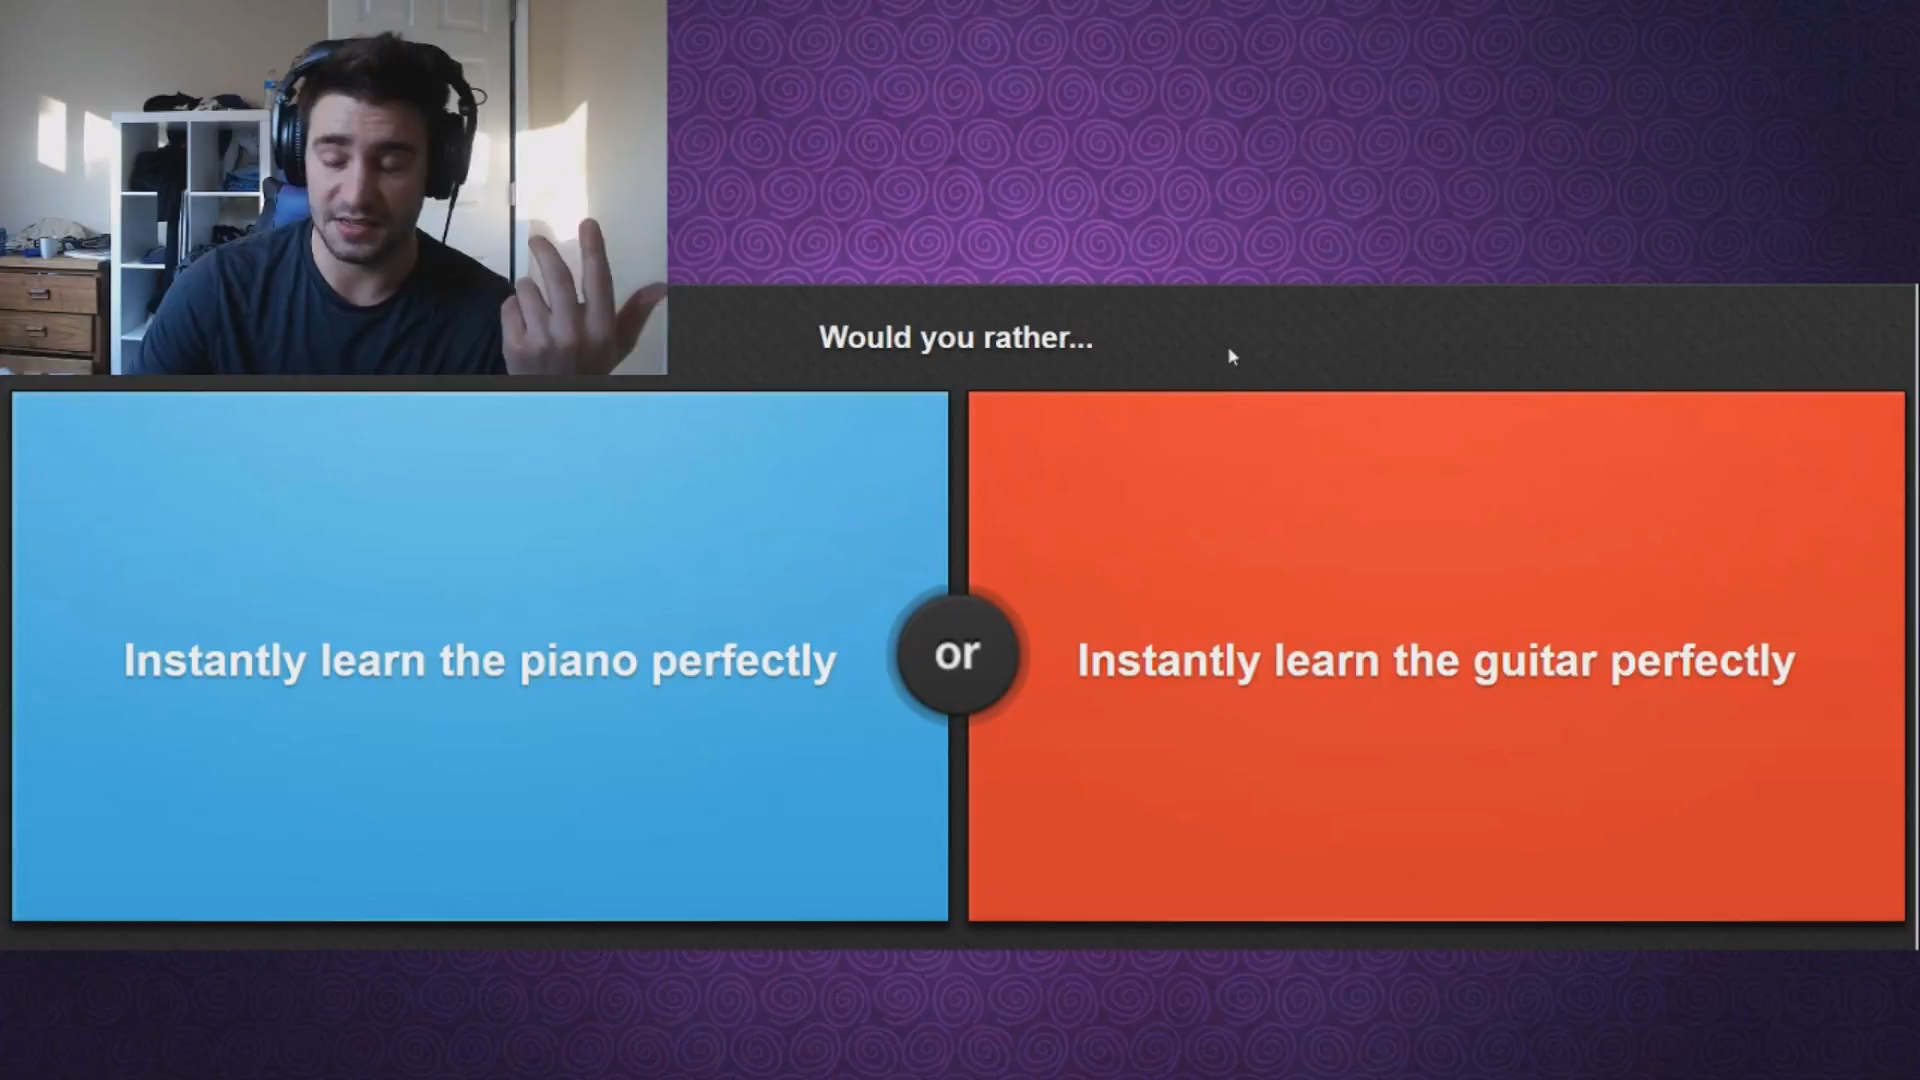 Would you rather...
Instantly learn the piano perfectly
or
Instantly learn the guitar perfectly